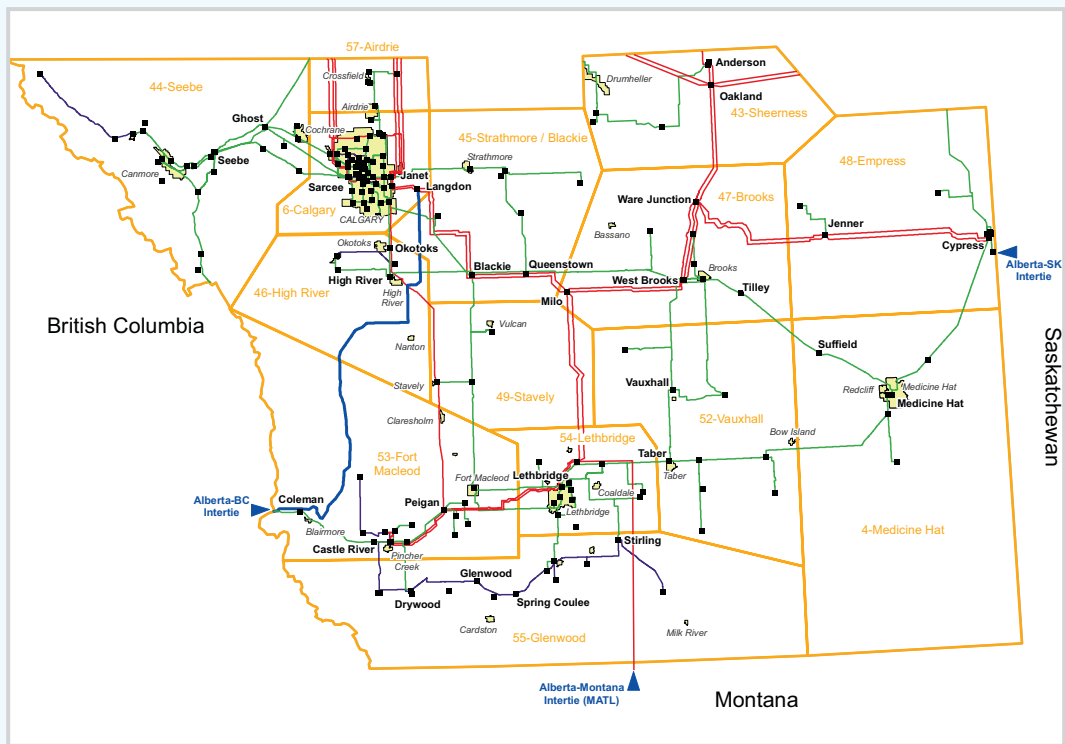 57-Airdrie
Crossfield
Anderson
Drumheller
44-Seebe
Oakland
Airdrie
43-Sheerness
Ghost
Cochrane
45-Strathmore / Blackie
48-Empress
Seebe
Strathmore
Canmore
Janet
Sarcee
Langdon
47-Brooks
Ware Junction
6-Calgary
CALGARY
Jenner
Bassano
Okotoks
Okotoks
Cypress
Alberta-SK
Intertie
Blackie
Queenstown
Brooks
High River
West Brooks
Tilley
46-High River
High
River
Milo
British Columbia
Vulcan
Saskatchewan
Nanton
Suffield
Stavely
Vauxhall
Redcliff
Medicine Hat
49-Stavely
Medicine Hat
Claresholm
52-Vauxhall
54-Lethbridge
Bow Island
53-Fort
Macleod
Taber
Fort Macleod
Lethbridge
Taber
Coaldale
Alberta-BC
Intertie
Coleman
Peigan
Lethbridge
Blairmore
4-Medicine Hat
Castle River
Stirling
Pincher
Creek
Glenwood
Drywood
Spring Coulee
Cardston
55-Glenwood
Milk River
Alberta-Montana
Intertie (MATL)
Montana